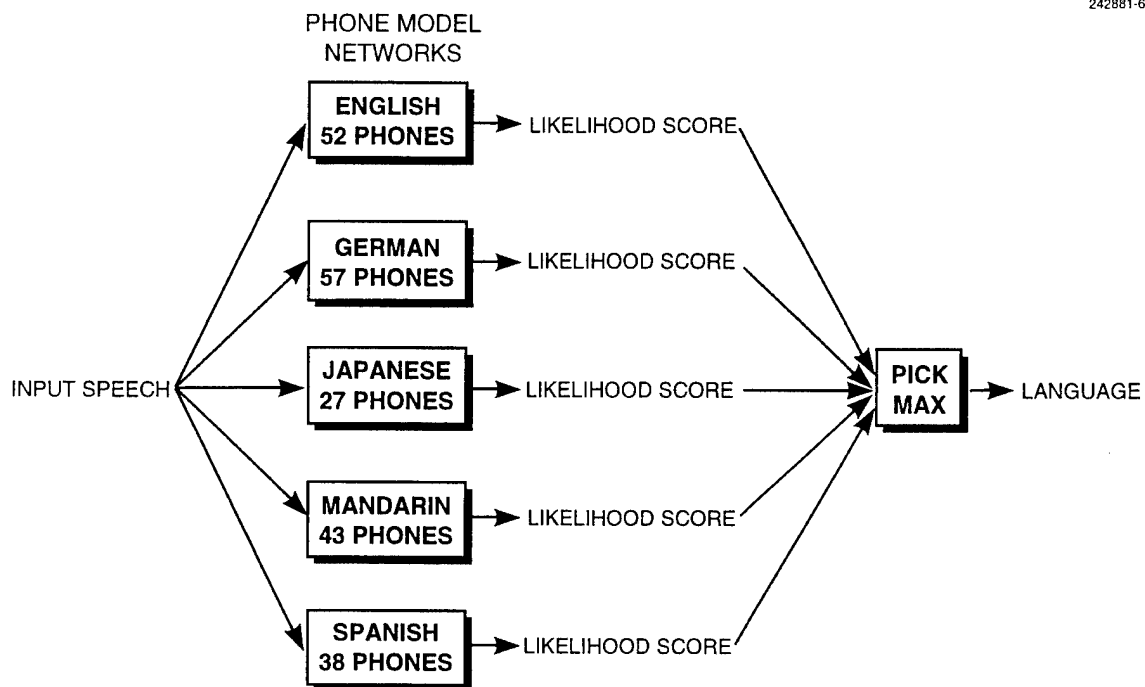 242881-6
PHONE MODEL
NETWORKS
ENGLISH
52 PHONES
LIKELIHOOD SCORE
GERMAN
57 PHONES
LIKELIHOOD SCORE
INPUT SPEECH
JAPANESE
27 PHONES
LIKELIHOOD SCORE
PICK
MAX
LANGUAGE
MANDARIN
43 PHONES
LIKELIHOOD SCORE
SPANISH
38 PHONES
LIKELIHOOD SCORE